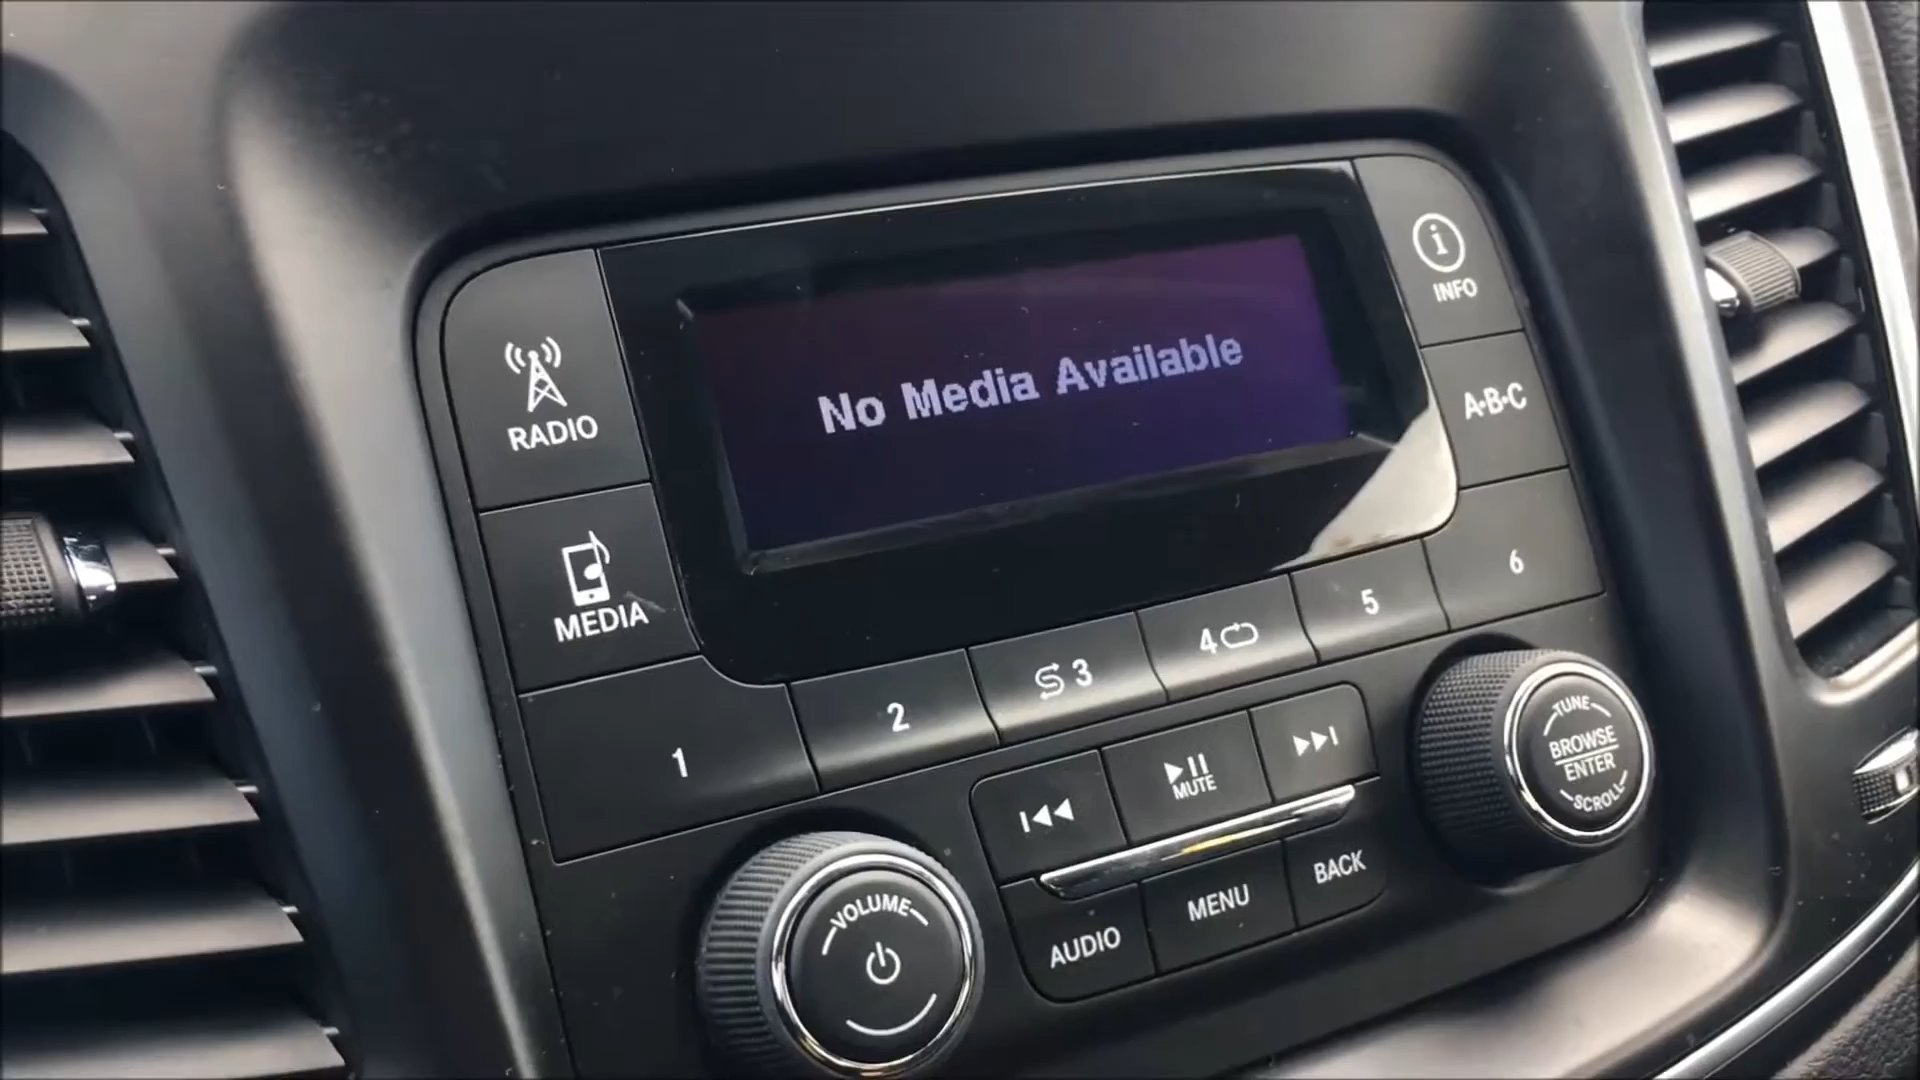 No Media Available
RADIO
MEDIA
INFO
A•B•C
1
2
3
4
5
6
MUTE
AUDIO
MENU
BACK
VOLUME
TUNE
BROWSE
ENTER
SCROLL